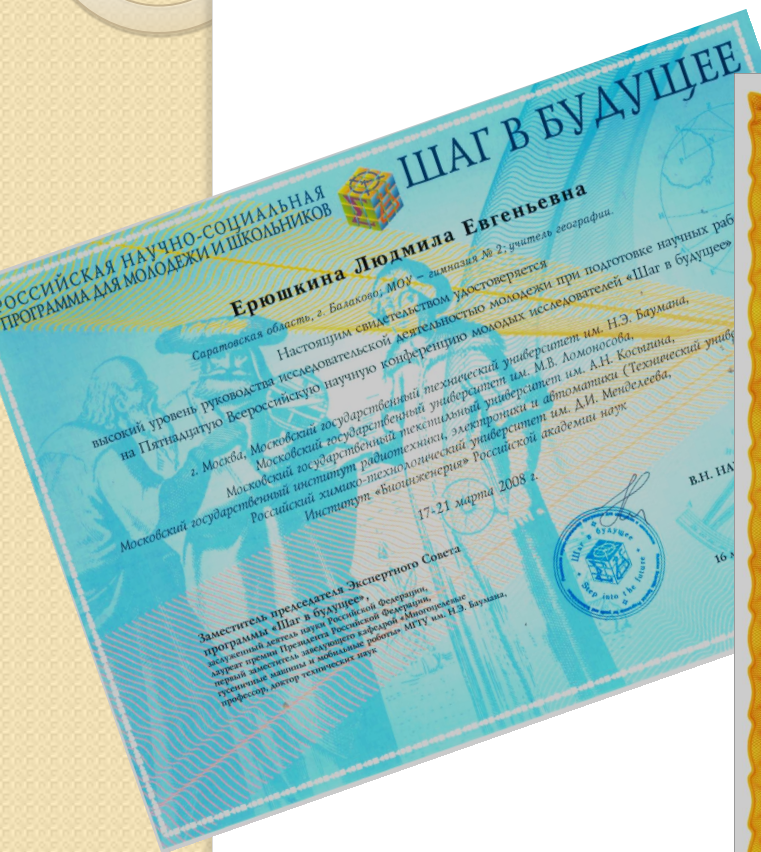 РОССИЙСКАЯ НАУЧНО-СОЦИАЛЬНАЯ
ПРОГРАММА ДЛЯ МОЛОДЕЖИ И ШКОЛЬНИКОВ
ШАГ В БУДУЩЕЕ
Ерюшкина Людмила Евгеньевна
Саратовская область, г. Балаково; МОУ – гимназия № 2; учитель географии.
Настоящим свидетельством удостоверяется
высокий уровень руководства исследовательской деятельностью молодежи при подготовке научных раб
на Пятнадцатую Всероссийскую научную конференцию молодых исследователей «Шаг в будущее»
г. Москва, Московский государственный технический университет им. Н.Э. Баумана,
Московский государственный университет им. М.В. Ломоносова,
Московский государственный текстильный университет им. А.Н. Косыгина,
Московский государственный институт радиотехники, электроники и автоматики (Технический унив
Российский химико-технологический университет им. Д.И. Менделеева,
Институт «Биоинженерия» Российской академии наук
17-21 марта 2008 г.
Заместитель председателя Экспертного Совета
программы «Шаг в будущее»,
заслуженный деятель науки Российской Федерации,
лауреат премии Президента Российской Федерации,
первый заместитель заведующего кафедрой «Многоцелевые
гусеничные машины и мобильные роботы» МГТУ им. Н.Э. Баумана,
профессор, доктор технических наук
Шаг в будущее
Step into the future
В.Н. НА
16